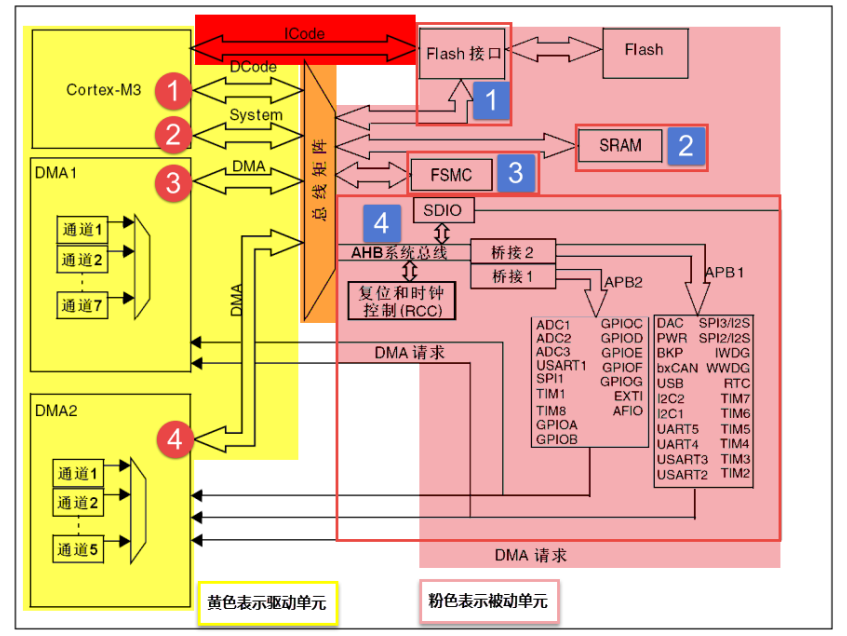 ICode
Cortex-M3
DCode
1
System
2
Flash 接口
Flash
1
SRAM
2
DMA1
DMA
3
总线矩阵
FSMC
3
通道1
通道2
通道7
SDIO
4
AHB系统总线
桥接2
桥接1
APB2
APB1
复位和时钟
控制(RCC)
DMA
DMA 请求
ADC1 GPIOC
ADC2 GPIOD
ADC3 GPIOE
USART1 GPIOF
SPI1 GPIOG
TIM1 EXTI
TIM8 AFIO
GPIOA
GPIOB
DAC SPI3/I2S
PWR SPI2/I2S
BKP IWDG
bxCAN WWDG
USB RTC
I2C2 TIM7
I2C1 TIM6
UART5 TIM5
UART4 TIM4
USART3 TIM3
USART2 TIM2
DMA2
4
通道1
通道2
通道5
DMA 请求
黄色表示驱动单元
粉色表示被动单元